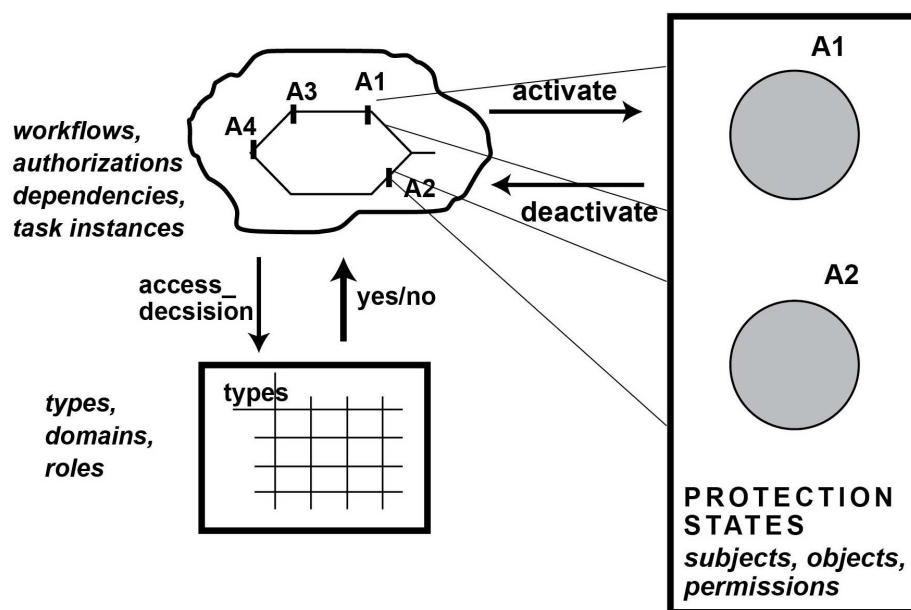 A1
A3
A1
activate
A4
workflows,
authorizations
dependencies,
task instances
A2
deactivate
A2
access_
decsision
yes/no
types
types,
domains,
roles
PROTECTION
STATES
subjects, objects,
permissions